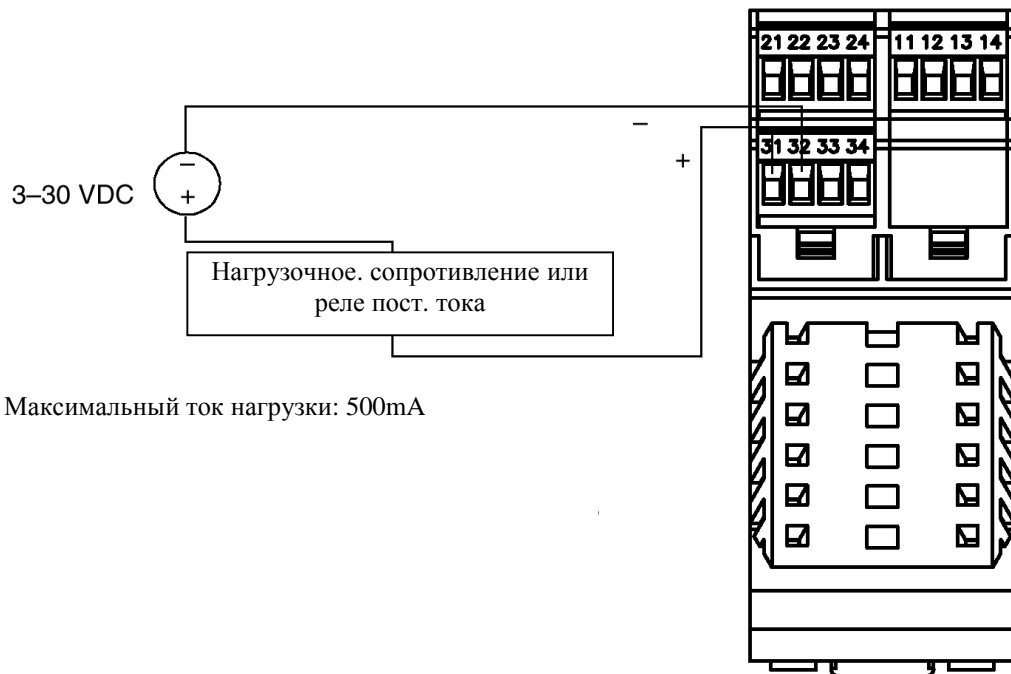 21 22 23 24
11 12 13 14
–
+
31 32 33 34
–
+
3–30 VDC
Нагрузочное. сопротивление или
реле пост. тока
Максимальный ток нагрузки: 500mA